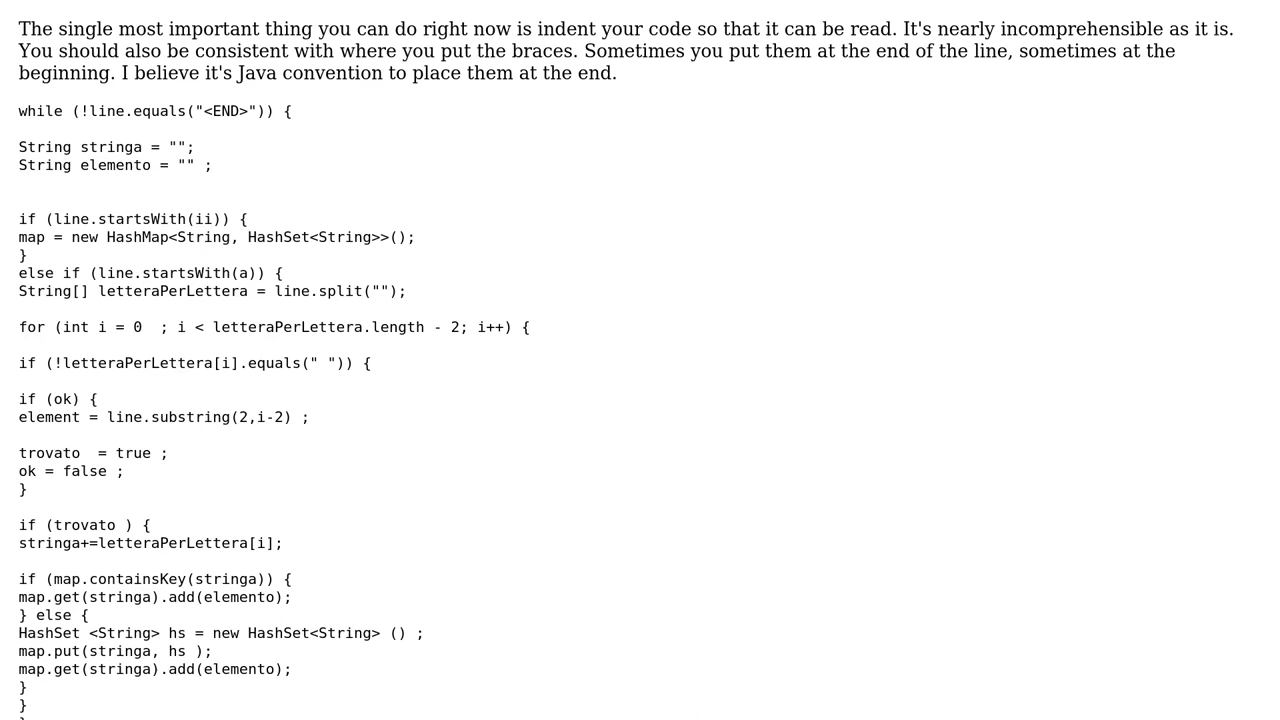 The single most important thing you can do right now is indent your code so that it can be read. It's nearly incomprehensible as it is.
You should also be consistent with where you put the braces. Sometimes you put them at the end of the line, sometimes at the
beginning. I believe it's Java convention to place them at the end.
while (!line.equals("<END>")) {
String stringa = "";
String elemento = "" ;
if (line.startsWith(ii)) {
map = new HashMap<String, HashSet<String>>();
}
else if (line.startsWith(a)) {
String[] letteraPerLettera = line.split("");
for (int i = 0  ; i < letteraPerLettera.length - 2; i++) {
if (!letteraPerLettera[i].equals(" ")) {
if (ok) {
element = line.substring(2,i-2) ;
trovato  = true ;
ok = false ;
}
if (trovato ) {
stringa+=letteraPerLettera[i];
if (map.containsKey(stringa)) {
map.get(stringa).add(elemento);
} else {
HashSet <String> hs = new HashSet<String> () ;
map.put(stringa, hs );
map.get(stringa).add(elemento);
}
}
}